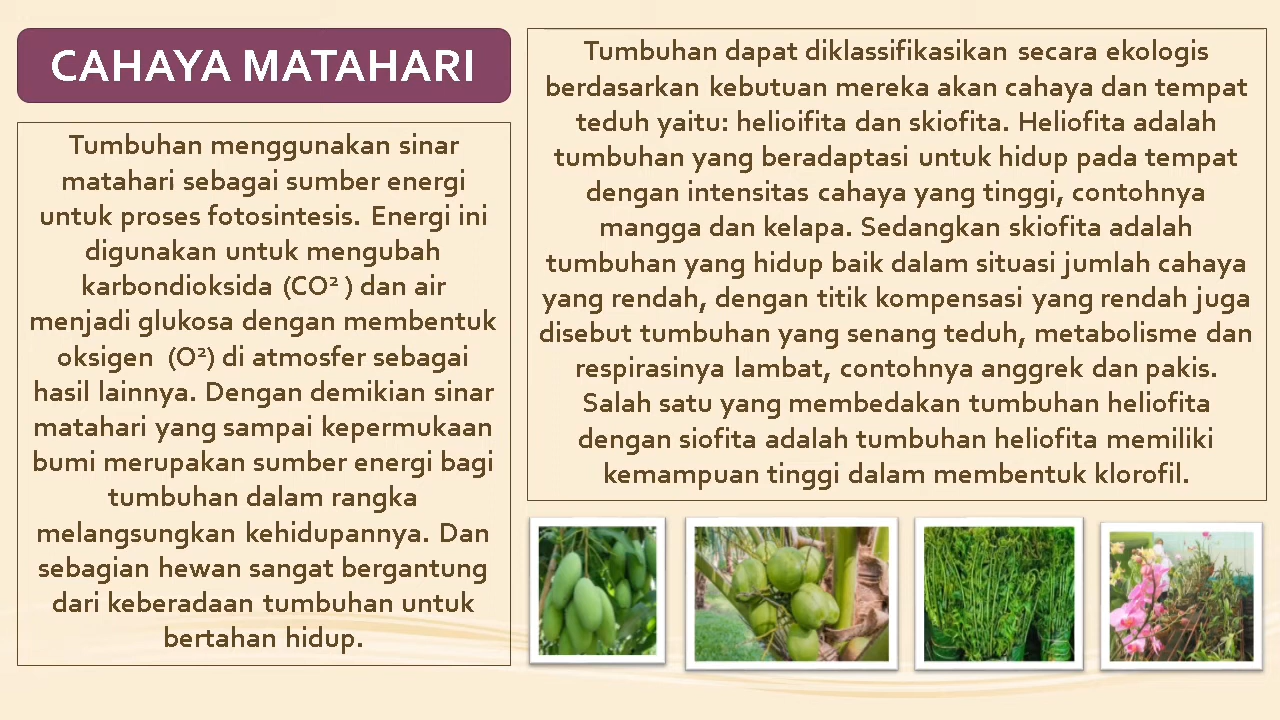 CAHAYA MATAHARI
Tumbuhan menggunakan sinar
matahari sebagai sumber energi
untuk proses fotosintesis. Energi ini
digunakan untuk mengubah
karbondioksida (CO² ) dan air
menjadi glukosa dengan membentuk
oksigen (O²) di atmosfer sebagai
hasil lainnya. Dengan demikian sinar
matahari yang sampai kepermukaan
bumi merupakan sumber energi bagi
tumbuhan dalam rangka
melangsungkan kehidupannya. Dan
sebagian hewan sangat bergantung
dari keberadaan tumbuhan untuk
bertahan hidup.
Tumbuhan dapat diklassifikasikan secara ekologis
berdasarkan kebutuan mereka akan cahaya dan tempat
teduh yaitu: helioifita dan skiofita. Heliofita adalah
tumbuhan yang beradaptasi untuk hidup pada tempat
dengan intensitas cahaya yang tinggi, contohnya
mangga dan kelapa. Sedangkan skiofita adalah
tumbuhan yang hidup baik dalam situasi jumlah cahaya
yang rendah, dengan titik kompensasi yang rendah juga
disebut tumbuhan yang senang teduh, metabolisme dan
respirasinya lambat, contohnya anggrek dan pakis.
Salah satu yang membedakan tumbuhan heliofita
dengan siofita adalah tumbuhan heliofita memiliki
kemampuan tinggi dalam membentuk klorofil.